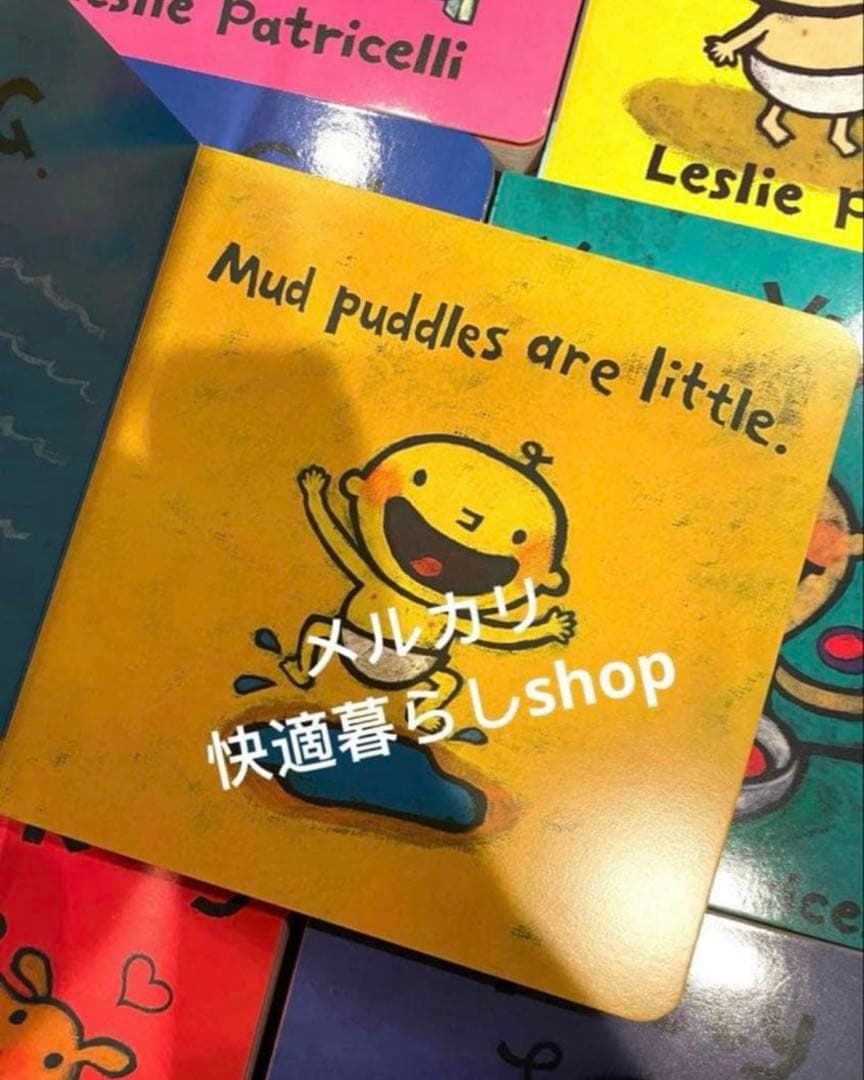 Leslie Patricelli
Leslie P
G.
Mud puddles are little.
メルカリ
快適暮らしshop